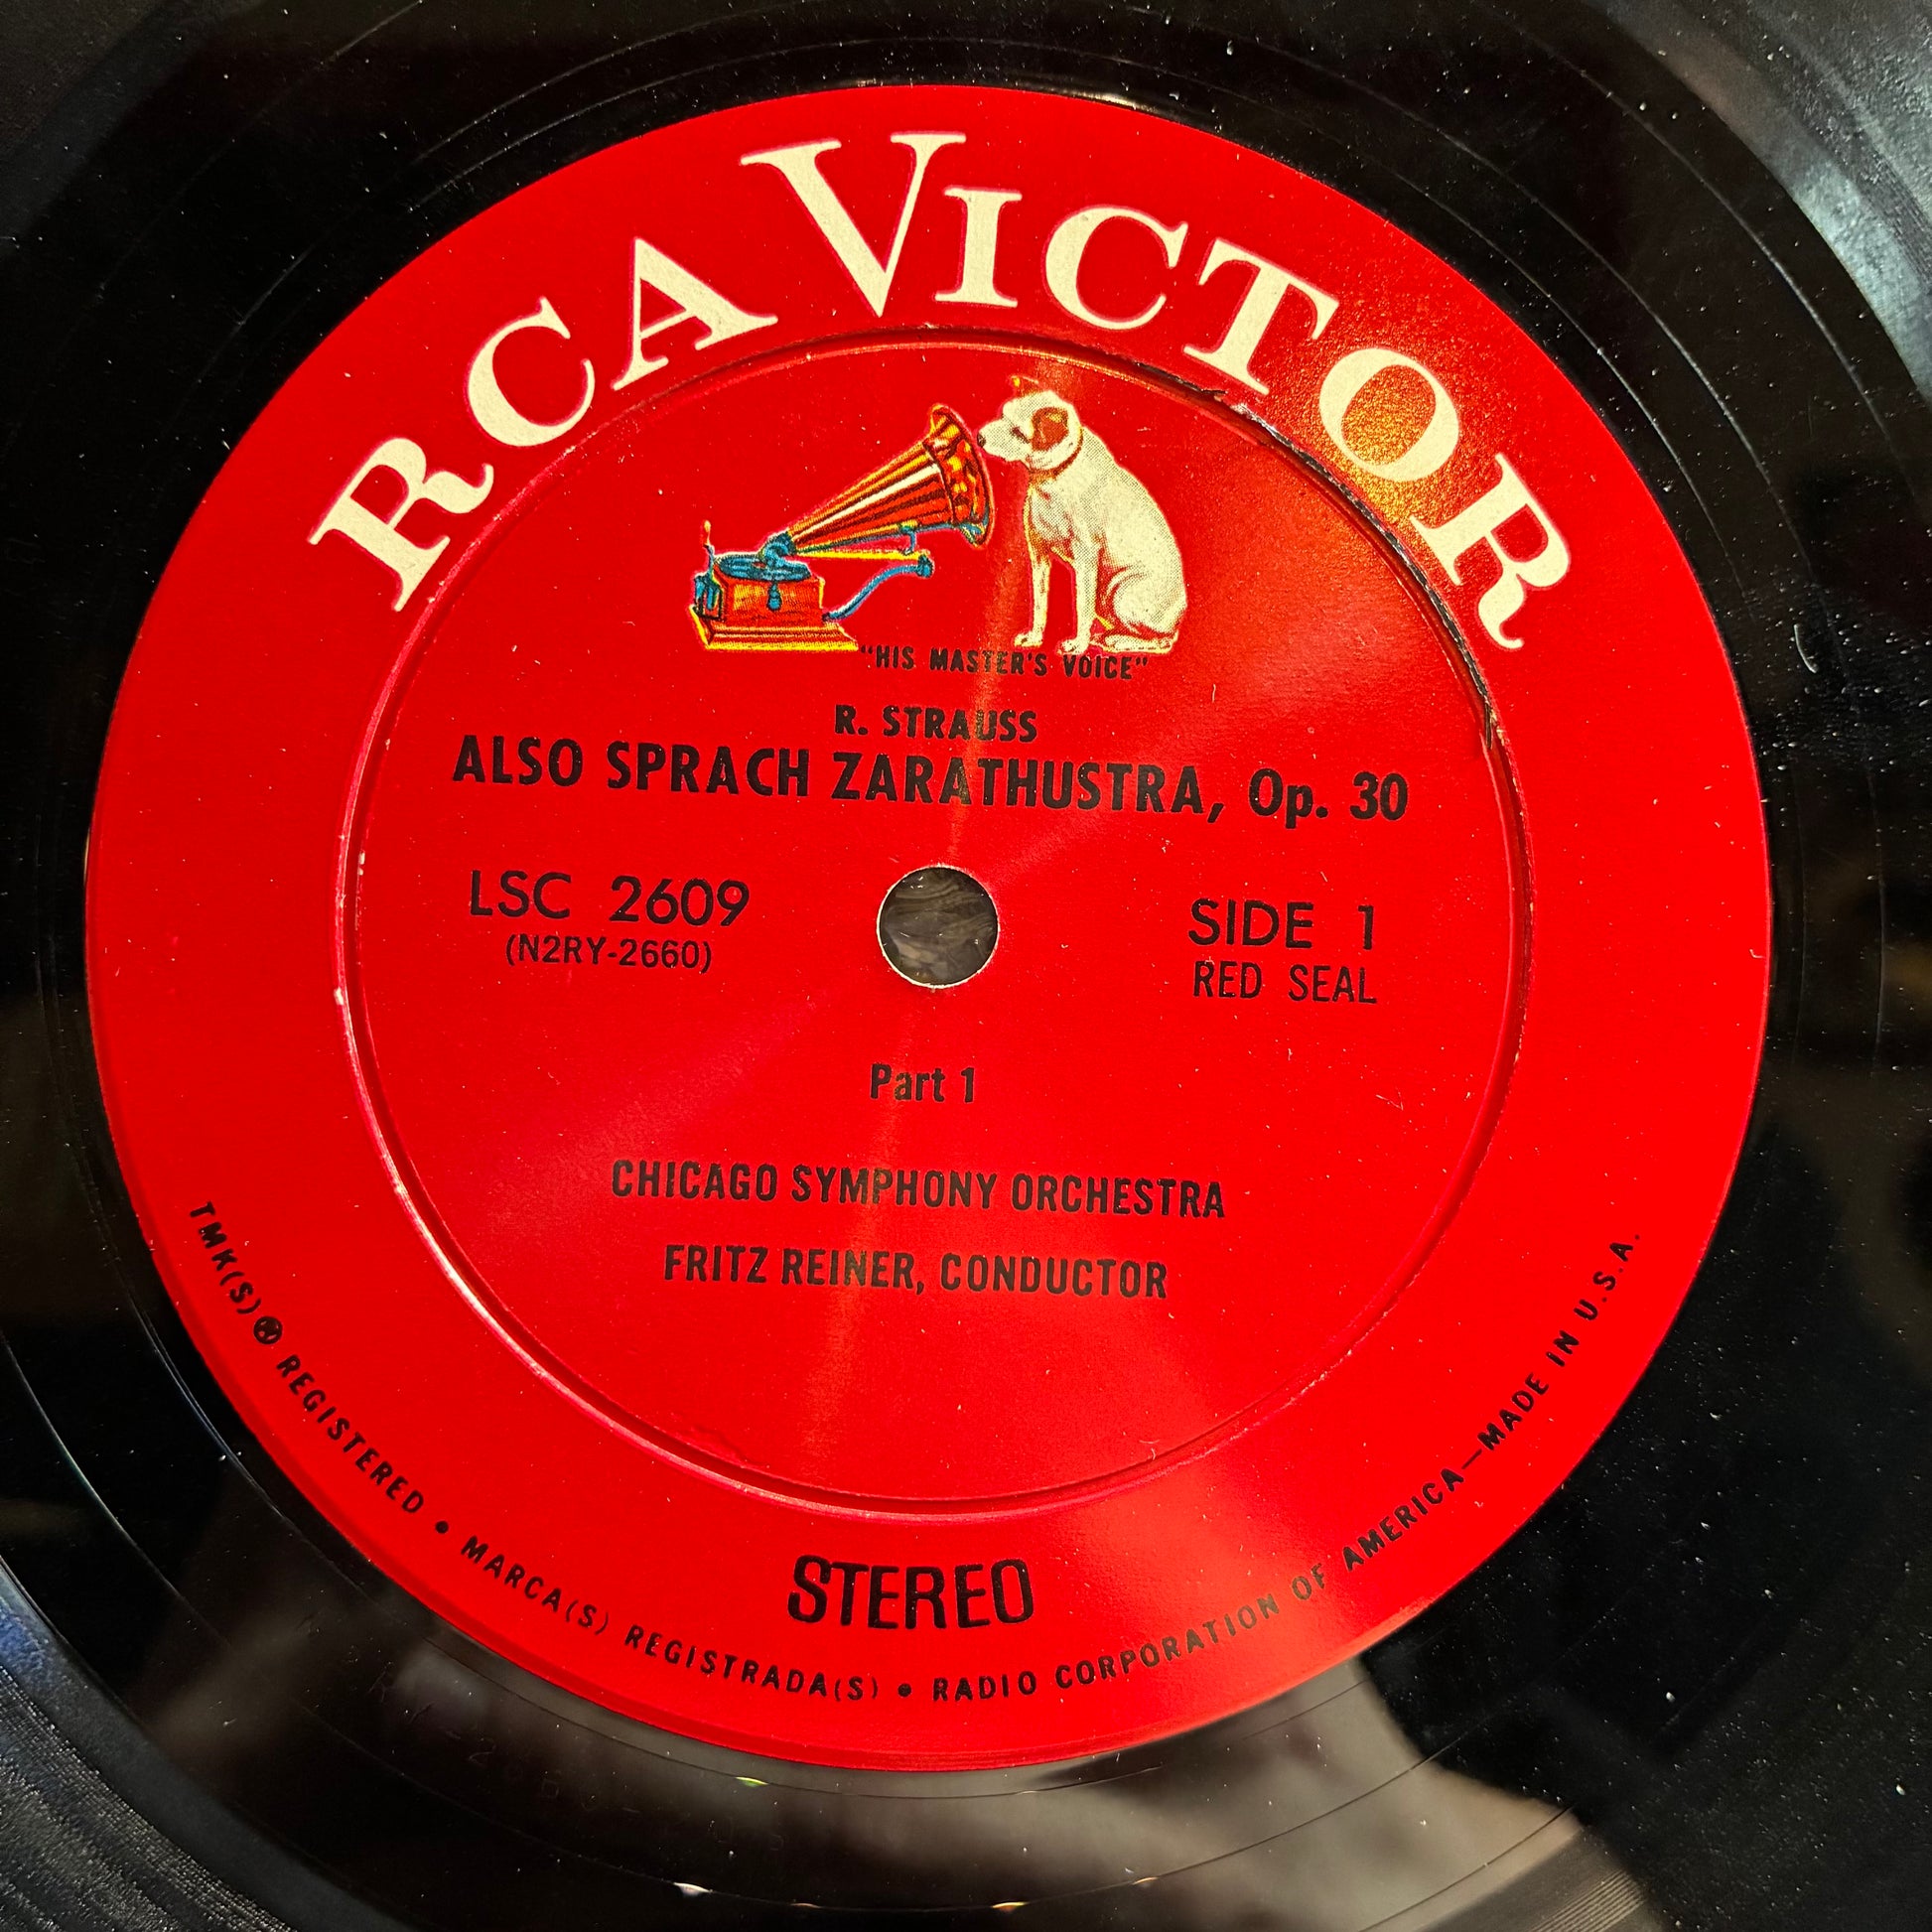 RCA VICTOR
"HIS MASTER'S VOICE"
R. STRAUSS
ALSO SPRACH ZARATHUSTRA, Op. 30
LSC 2609
(N2RY-2660)
SIDE 1
RED SEAL
Part 1
CHICAGO SYMPHONY ORCHESTRA
FRITZ REINER, CONDUCTOR
STEREO
TMK(S) ® REGISTERED • MARCA(S) REGISTRADA(S) • RADIO CORPORATION OF AMERICA—MADE IN U.S.A.